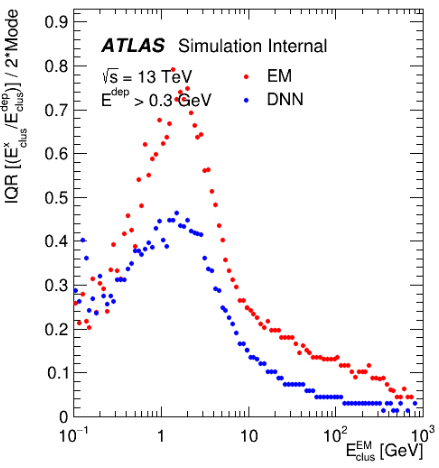 IQR [(E^x_clus/E^dep_clus)] / 2*Mode
0.9
0.8
0.7
0.6
0.5
0.4
0.3
0.2
0.1
0
ATLAS Simulation Internal
√s = 13 TeV
E^dep > 0.3 GeV
EM
DNN
10^−1 1 10 10^2 10^3
E^EM_clus [GeV]